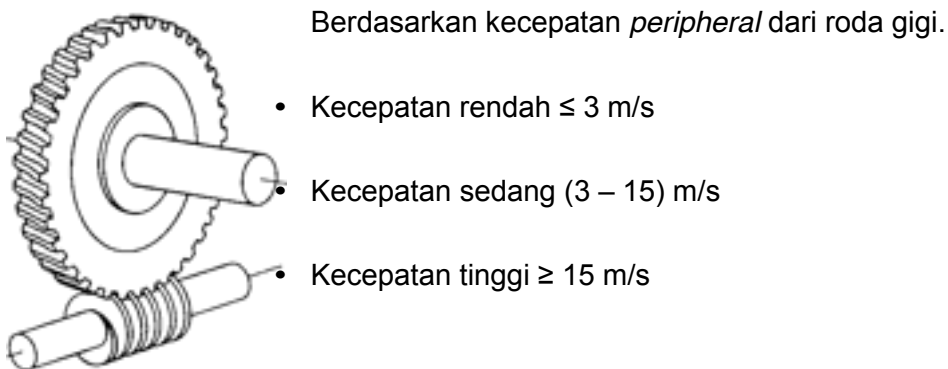 Berdasarkan kecepatan peripheral dari roda gigi.
• Kecepatan rendah ≤ 3 m/s
• Kecepatan sedang (3 – 15) m/s
• Kecepatan tinggi ≥ 15 m/s